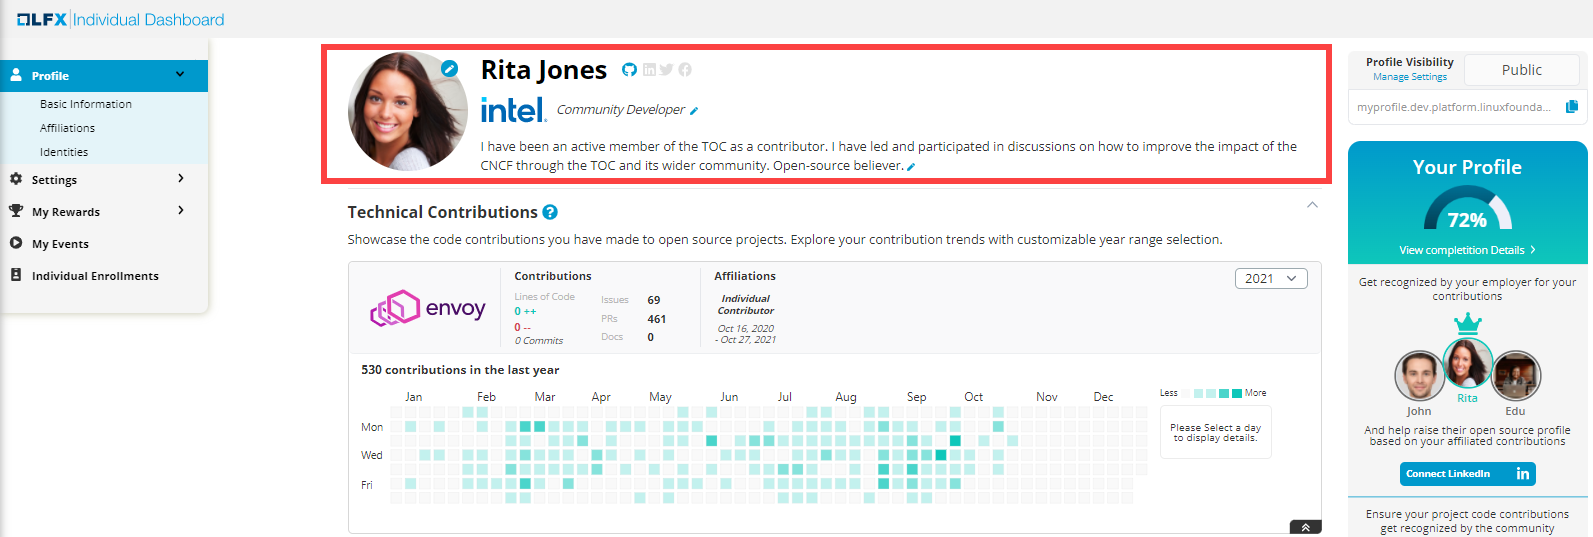 LFX Individual Dashboard
Profile
Basic Information
Affiliations
Identities
Settings
My Rewards
My Events
Individual Enrollments
Rita Jones
intel. Community Developer
I have been an active member of the TOC as a contributor. I have led and participated in discussions on how to improve the impact of the
CNCF through the TOC and its wider community. Open-source believer.
Technical Contributions ?
Showcase the code contributions you have made to open source projects. Explore your contribution trends with customizable year range selection.
envoy
Contributions
Lines of Code
0 ++
0 --
0 Commits
Issues 69
PRs 461
Docs 0
Affiliations
Individual
Contributor
Oct 16, 2020
- Oct 27, 2021
2021
530 contributions in the last year
Jan Feb Mar Apr May Jun Jul Aug Sep Oct Nov Dec
Mon
Wed
Fri
Less More
Please Select a day
to display details.
Profile Visibility
Manage Settings
Public
myprofile.dev.platform.linuxfounda...
Your Profile
72%
View completition Details
Get recognized by your employer for your
contributions
John Rita Edu
And help raise their open source profile
based on your affiliated contributions
Connect LinkedIn in
Ensure your project code contributions
get recognized by the community